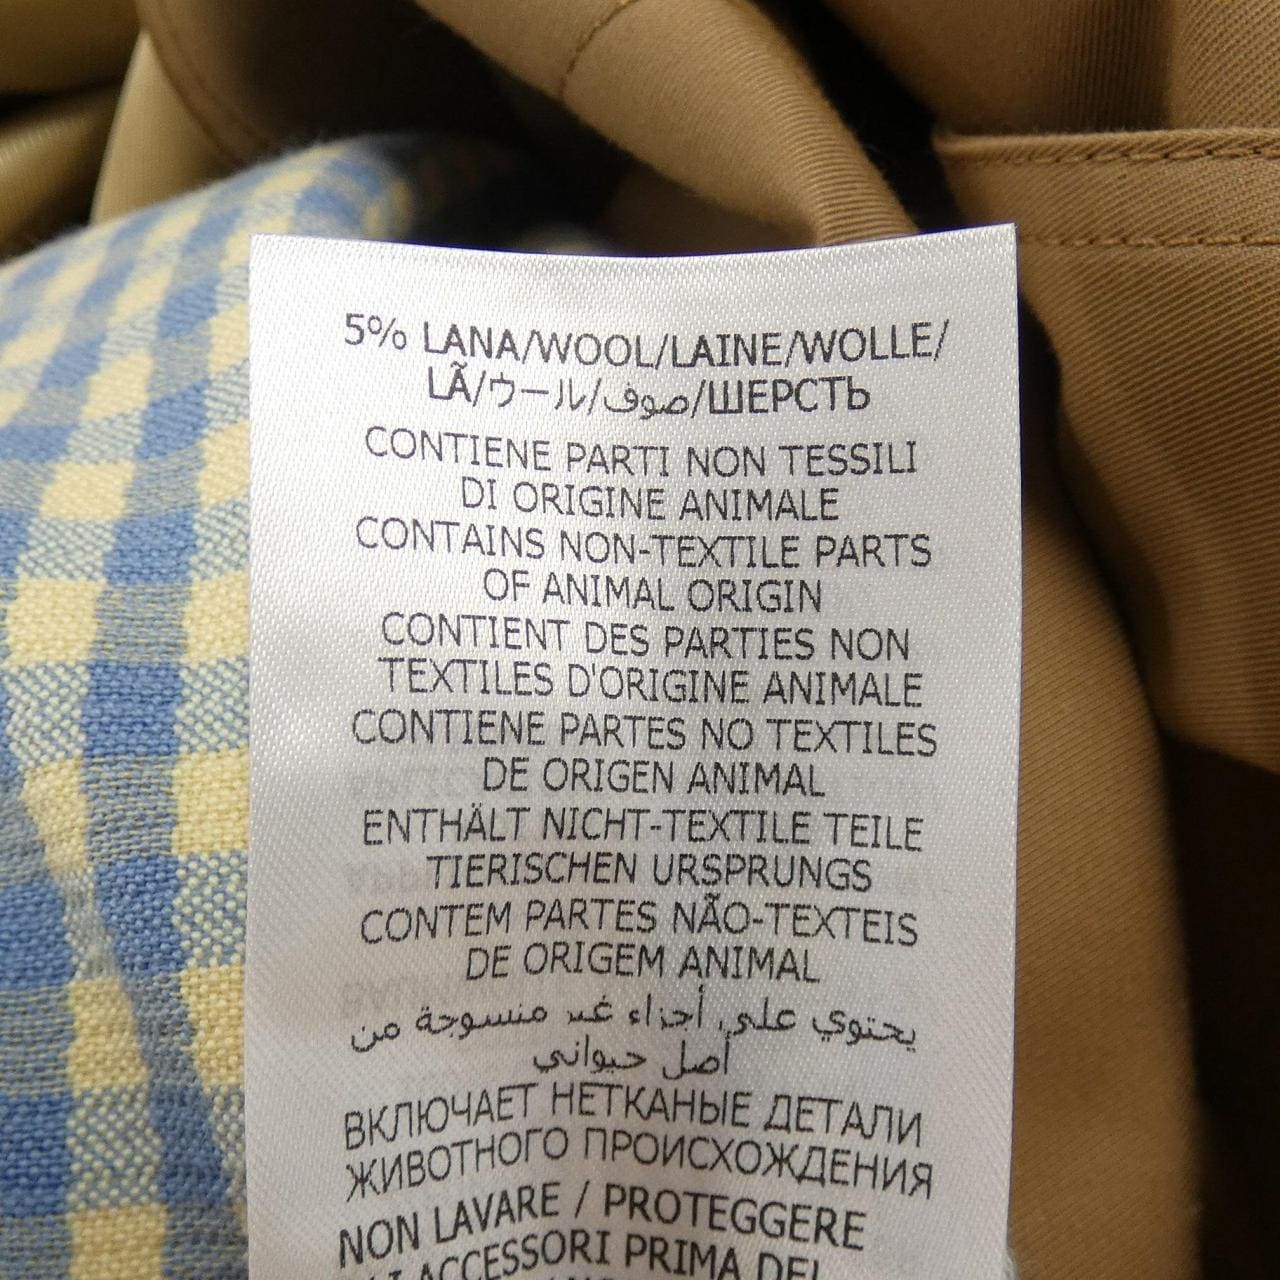 5% LANA/WOOL/LAINE/WOLLE/
LÃ/ウール/صوف/ШЕРСТЬ
CONTIENE PARTI NON TESSILI
DI ORIGINE ANIMALE
CONTAINS NON-TEXTILE PARTS
OF ANIMAL ORIGIN
CONTIENT DES PARTIES NON
TEXTILES D'ORIGINE ANIMALE
CONTIENE PARTES NO TEXTILES
DE ORIGEN ANIMAL
ENTHÄLT NICHT-TEXTILE TEILE
TIERISCHEN URSPRUNGS
CONTEM PARTES NÃO-TEXTEIS
DE ORIGEM ANIMAL
يحتوي على أجزاء غير منسوجة من
أصل حيواني
ВКЛЮЧАЕТ НЕТКАНЫЕ ДЕТАЛИ
ЖИВОТНОГО ПРОИСХОЖДЕНИЯ
NON LAVARE / PROTEGGERE
ACCESSORI PRIMA DEL